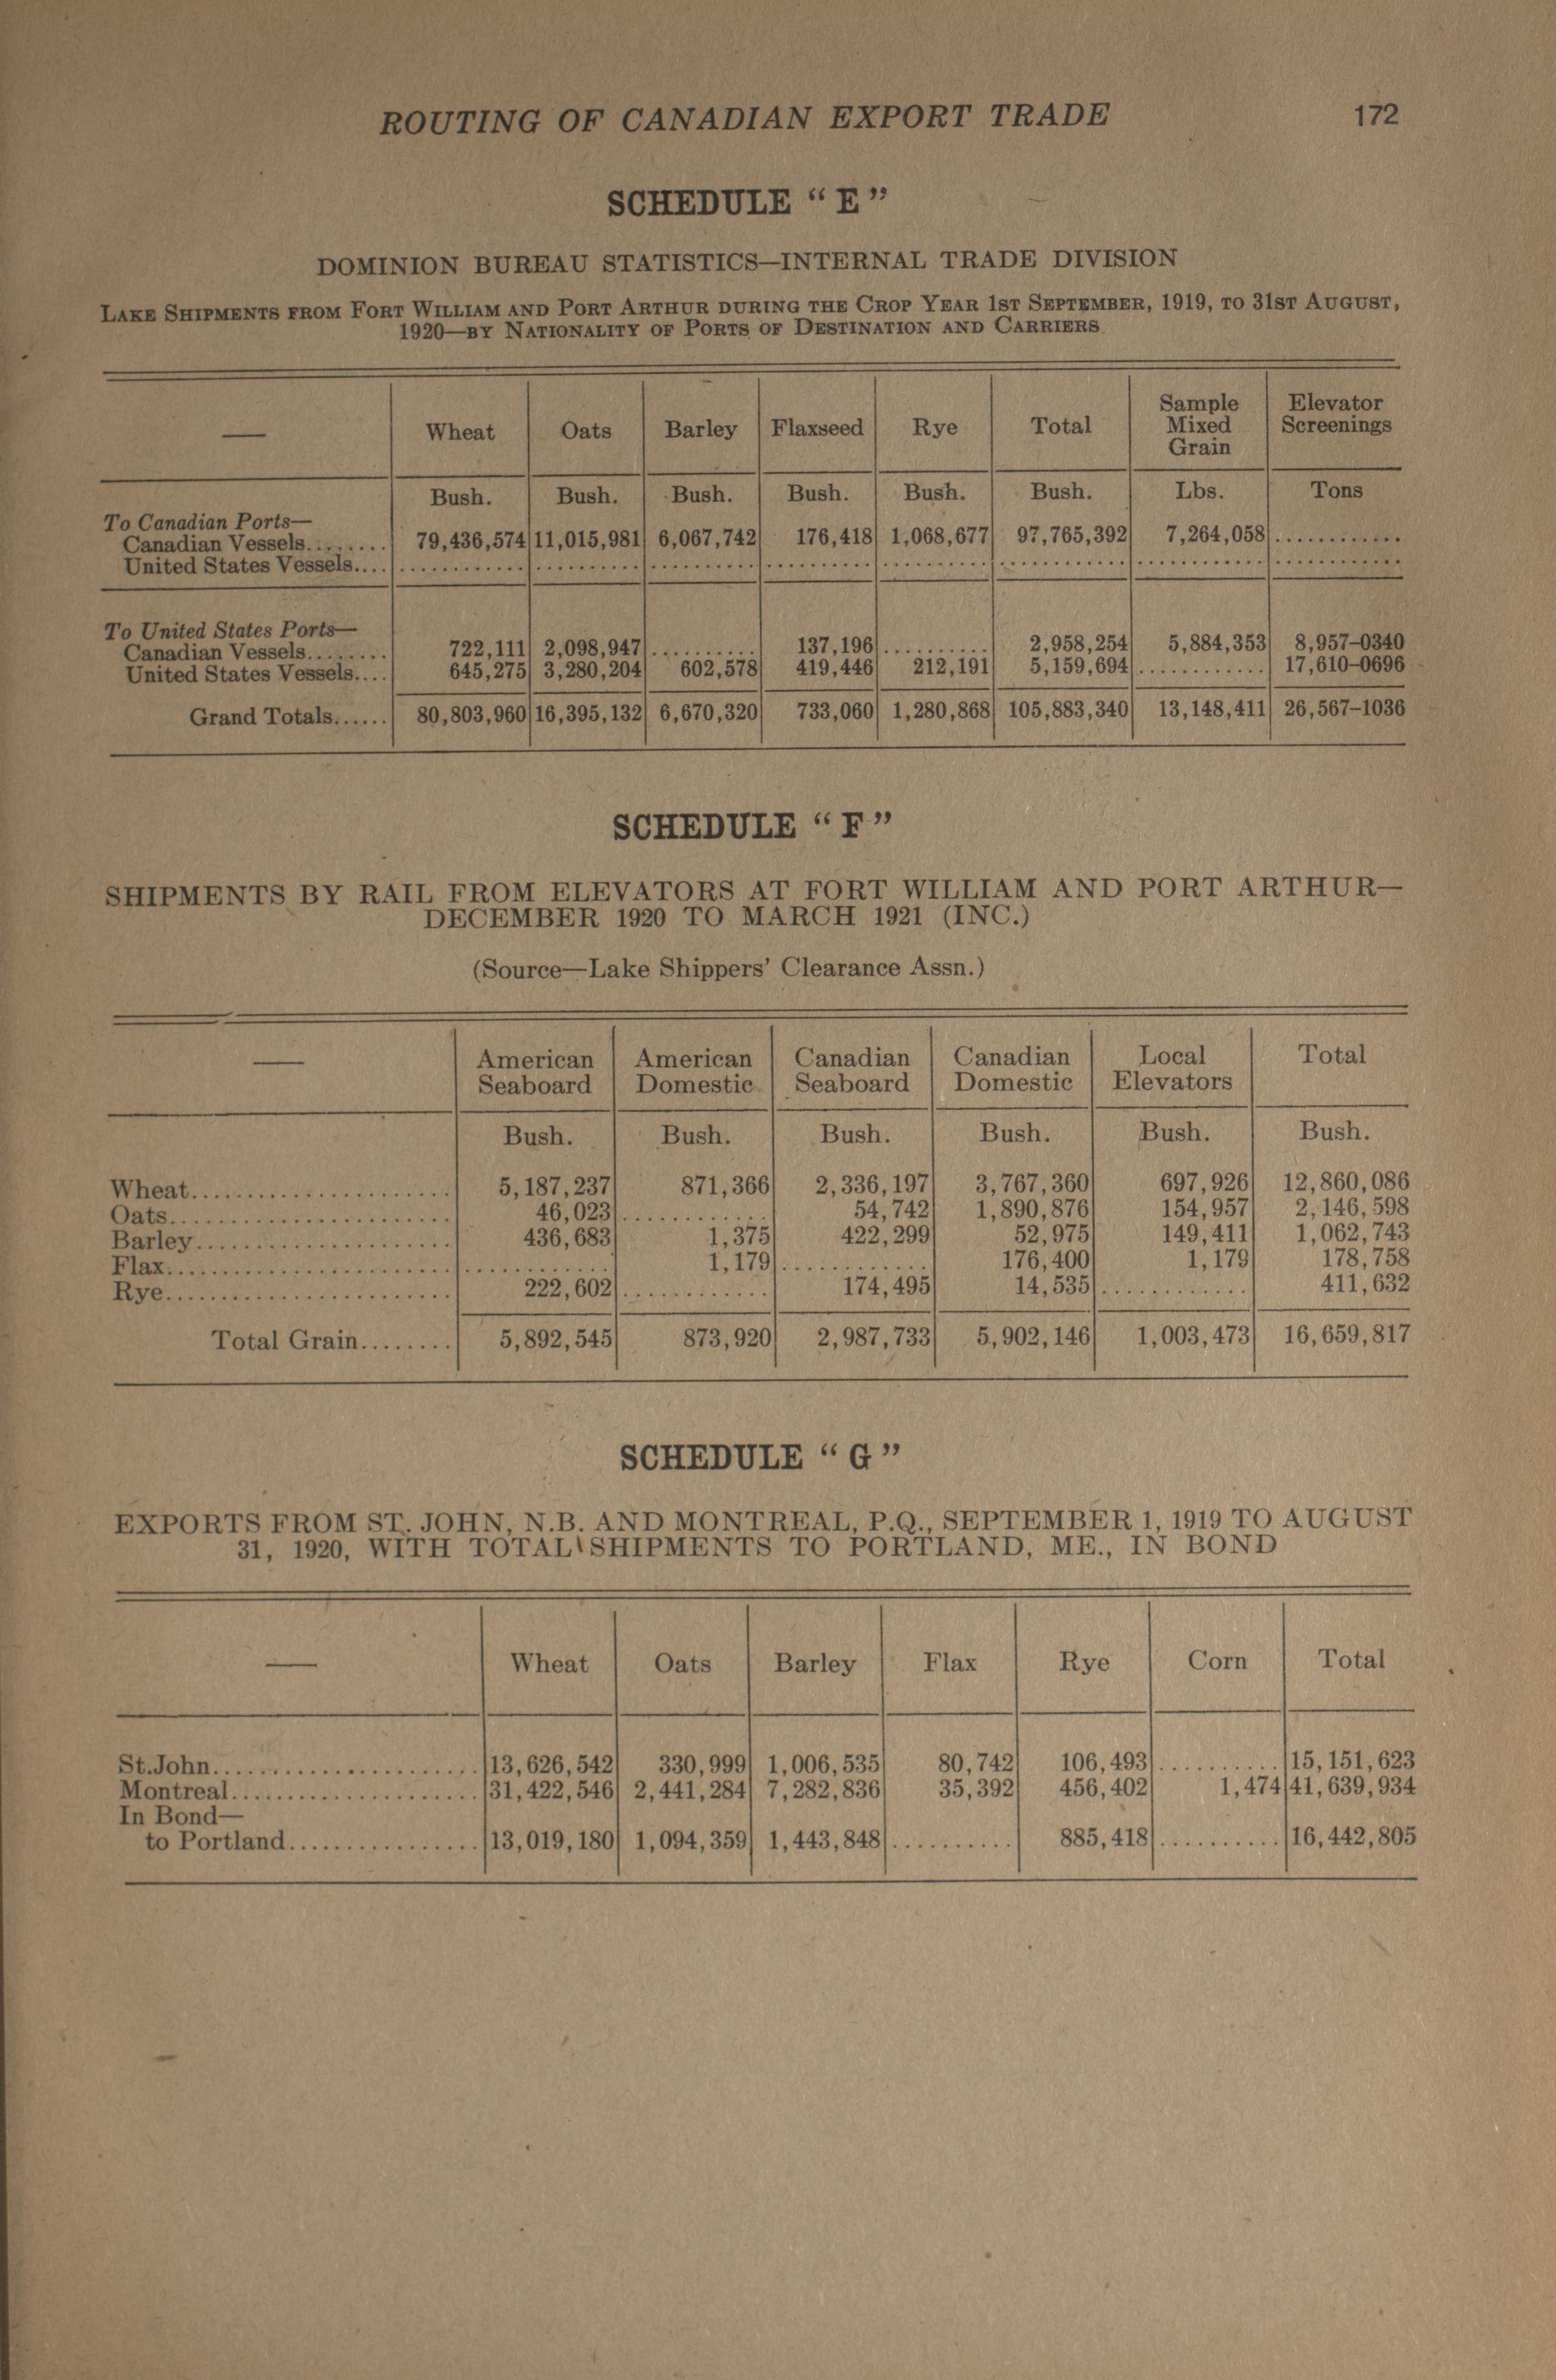 ROUTING OF CANADIAN EXPORT TRADE 172
SCHEDULE “E”
DOMINION BUREAU STATISTICS—INTERNAL TRADE DIVISION
LAKE SHIPMENTS FROM FORT WILLIAM AND PORT ARTHUR DURING THE CROP YEAR 1ST SEPTEMBER, 1919, TO 31ST AUGUST,
1920—BY NATIONALITY OF PORTS OF DESTINATION AND CARRIERS
— Wheat Oats Barley Flaxseed Rye Total Sample Mixed Grain Elevator Screenings
Bush. Bush. Bush. Bush. Bush. Bush. Lbs. Tons
To Canadian Ports—
Canadian Vessels........ 79,436,574 11,015,981 6,067,742 176,418 1,068,677 97,765,392 7,264,058 ............
United States Vessels.... ............ .......... .......... .......... .......... ............ ............ ............
To United States Ports—
Canadian Vessels........ 722,111 2,098,947 .......... 137,196 .......... 2,958,254 5,884,353 8,957-0340
United States Vessels.... 645,275 3,280,204 602,578 419,446 212,191 5,159,694 ............ 17,610-0696
Grand Totals...... 80,803,960 16,395,132 6,670,320 733,060 1,280,868 105,883,340 13,148,411 26,567-1036
SCHEDULE “F”
SHIPMENTS BY RAIL FROM ELEVATORS AT FORT WILLIAM AND PORT ARTHUR—
DECEMBER 1920 TO MARCH 1921 (INC.)
(Source—Lake Shippers’ Clearance Assn.)
— American Seaboard American Domestic Canadian Seaboard Canadian Domestic Local Elevators Total
Bush. Bush. Bush. Bush. Bush. Bush.
Wheat...................... 5,187,237 871,366 2,336,197 3,767,360 697,926 12,860,086
Oats........................ 46,023 ............ 54,742 1,890,876 154,957 2,146,598
Barley...................... 436,683 1,375 422,299 52,975 149,411 1,062,743
Flax........................ ............ 1,179 ............ 176,400 1,179 178,758
Rye........................ 222,602 ............ 174,495 14,535 ............ 411,632
Total Grain........ 5,892,545 873,920 2,987,733 5,902,146 1,003,473 16,659,817
SCHEDULE “G”
EXPORTS FROM ST. JOHN, N.B. AND MONTREAL, P.Q., SEPTEMBER 1, 1919 TO AUGUST
31, 1920, WITH TOTAL SHIPMENTS TO PORTLAND, ME., IN BOND
— Wheat Oats Barley Flax Rye Corn Total
St.John...................... 13,626,542 330,999 1,006,535 80,742 106,493 .......... 15,151,623
Montreal.................... 31,422,546 2,441,284 7,282,836 35,392 456,402 1,474 41,639,934
In Bond—
to Portland................ 13,019,180 1,094,359 1,443,848 .......... 885,418 .......... 16,442,805